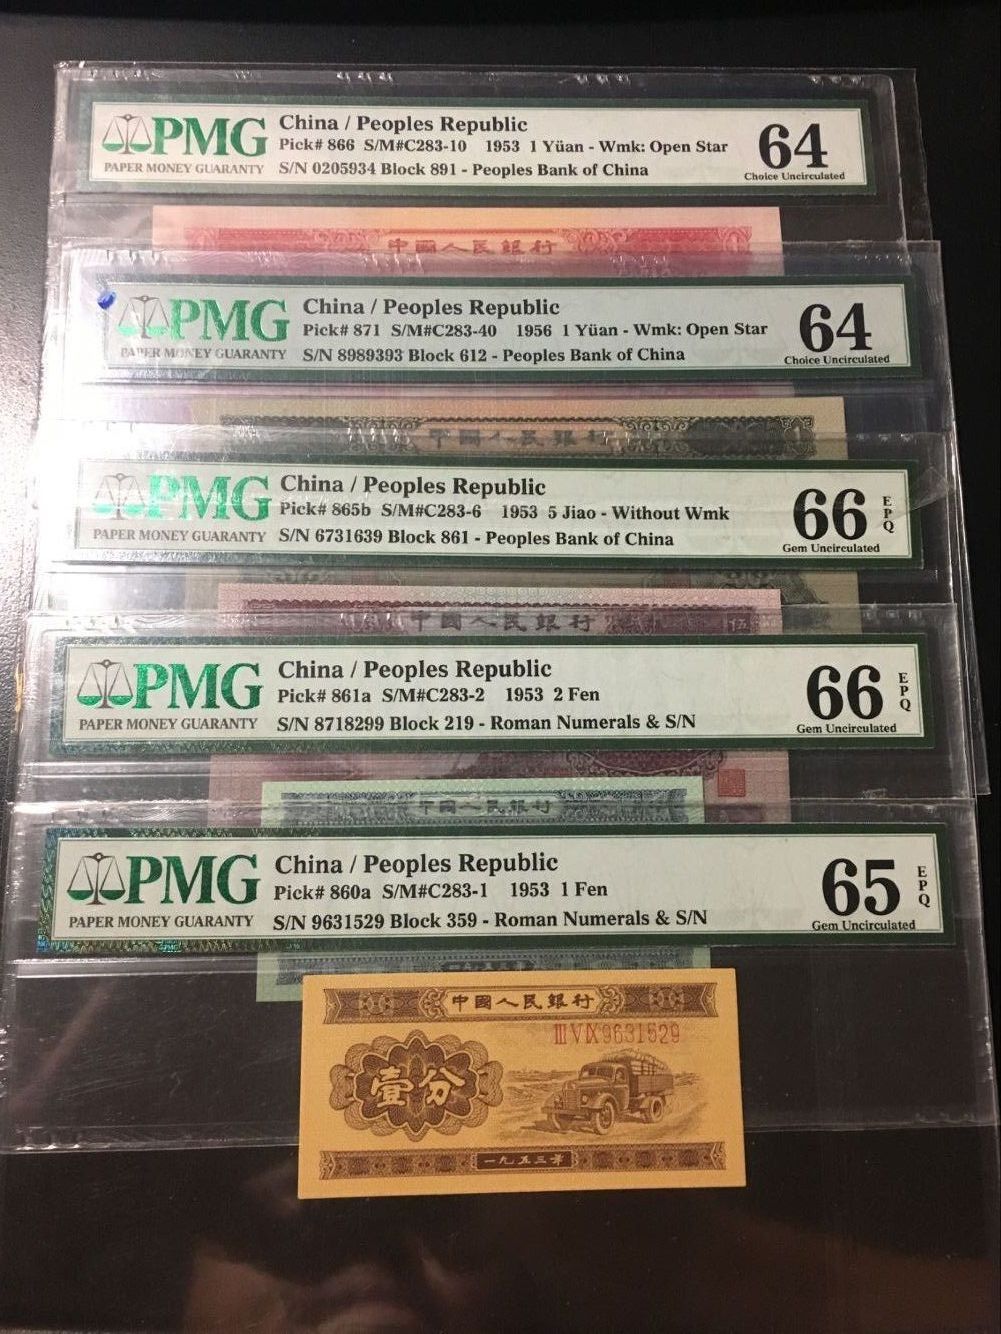 PMG
PAPER MONEY GUARANTY
China / Peoples Republic
Pick# 866 S/M#C283-10 1953 1 Yüan - Wmk: Open Star
S/N 0205934 Block 891 - Peoples Bank of China
64
Choice Uncirculated
中國人民銀行
PMG
PAPER MONEY GUARANTY
China / Peoples Republic
Pick# 871 S/M#C283-40 1956 1 Yüan - Wmk: Open Star
S/N 8989393 Block 612 - Peoples Bank of China
64
Choice Uncirculated
中國人民銀行
PMG
PAPER MONEY GUARANTY
China / Peoples Republic
Pick# 865b S/M#C283-6 1953 5 Jiao - Without Wmk
S/N 6731639 Block 861 - Peoples Bank of China
66
EPQ
Gem Uncirculated
中國人民銀行
伍
PMG
PAPER MONEY GUARANTY
China / Peoples Republic
Pick# 861a S/M#C283-2 1953 2 Fen
S/N 8718299 Block 219 - Roman Numerals & S/N
66
EPQ
Gem Uncirculated
中國人民銀行
PMG
PAPER MONEY GUARANTY
China / Peoples Republic
Pick# 860a S/M#C283-1 1953 1 Fen
S/N 9631529 Block 359 - Roman Numerals & S/N
65
EPQ
Gem Uncirculated
一九五三年
中國人民銀行
III V IX 9631529
壹分
一九五三年